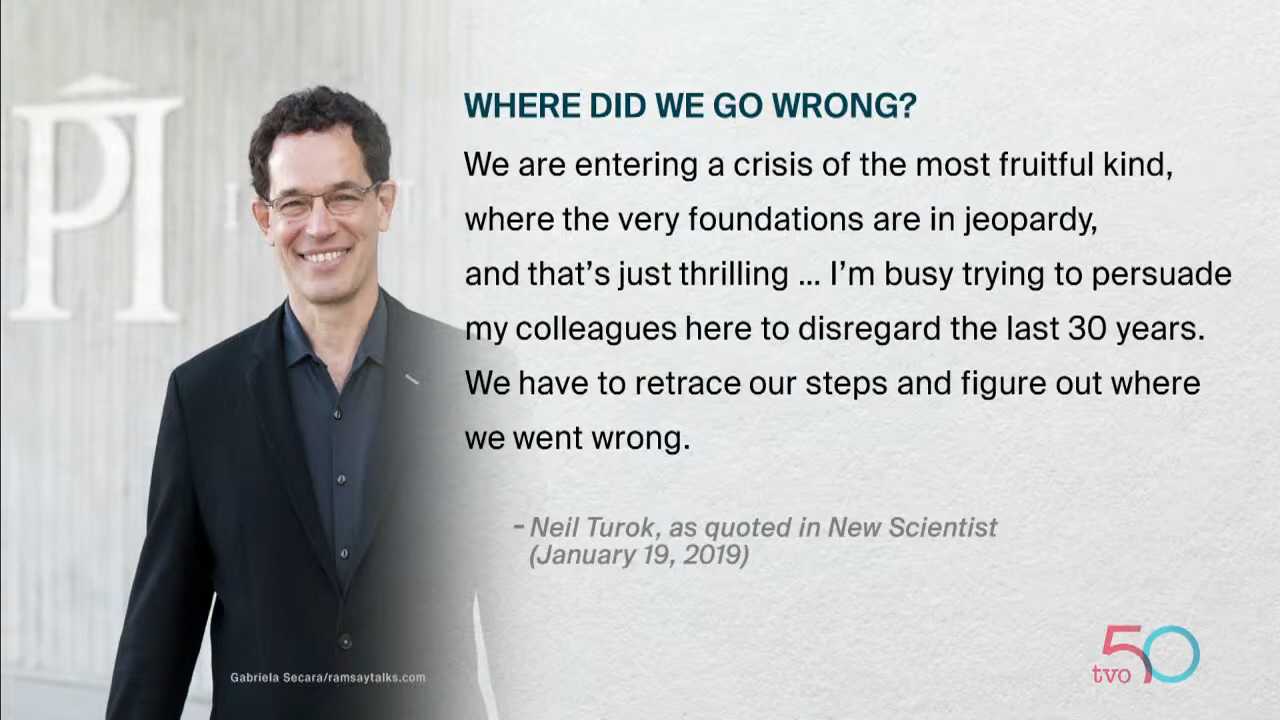 PI
WHERE DID WE GO WRONG?
We are entering a crisis of the most fruitful kind,
where the very foundations are in jeopardy,
and that's just thrilling ... I'm busy trying to persuade
my colleagues here to disregard the last 30 years.
We have to retrace our steps and figure out where
we went wrong.
- Neil Turok, as quoted in New Scientist
(January 19, 2019)
Gabriela Secara/ramsaytalks.com
50
tvo